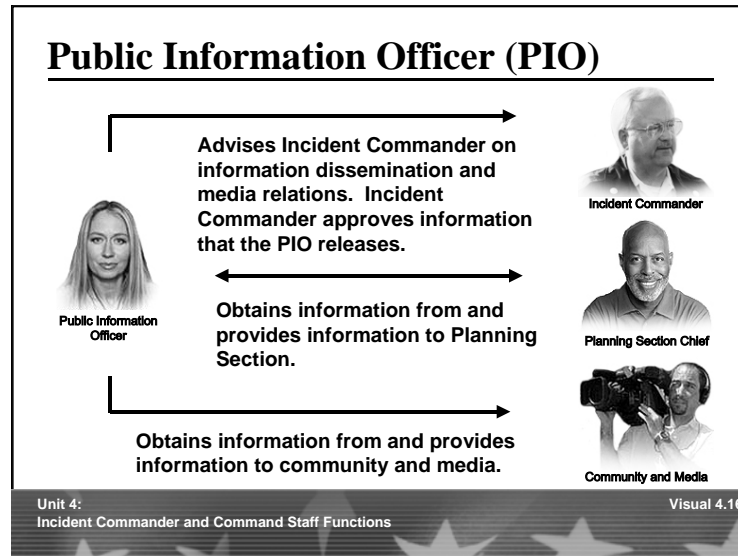 Public Information Officer (PIO)
Advises Incident Commander on
information dissemination and
media relations.  Incident
Commander approves information
that the PIO releases.
Incident Commander
Public Information
Officer
Obtains information from and
provides information to Planning
Section.
Planning Section Chief
Obtains information from and provides
information to community and media.
Community and Media
Unit 4:
Incident Commander and Command Staff Functions
Visual 4.16